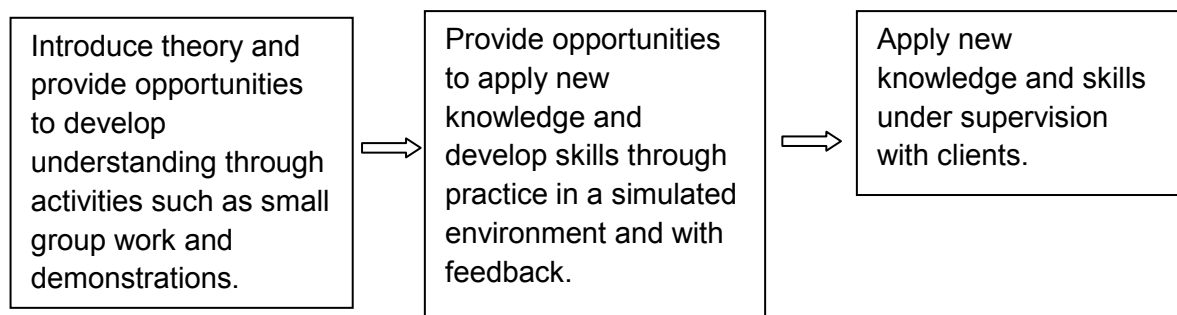 Introduce theory and
provide opportunities
to develop
understanding through
activities such as small
group work and
demonstrations.
Provide opportunities
to apply new
knowledge and
develop skills through
practice in a simulated
environment and with
feedback.
Apply new
knowledge and skills
under supervision
with clients.